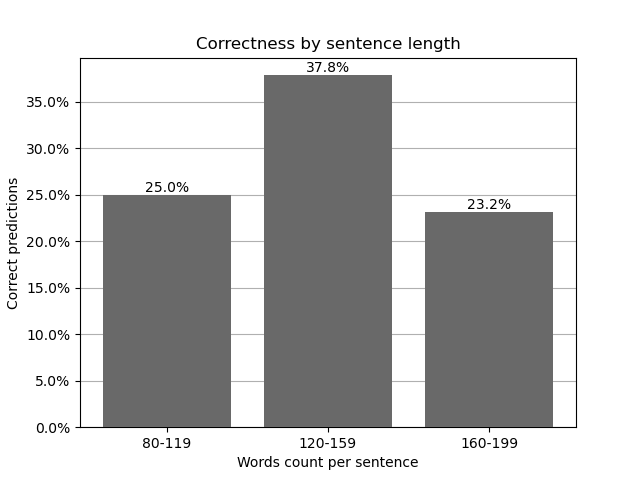 Correctness by sentence length
37.8%
25.0%
23.2%
35.0%
30.0%
25.0%
20.0%
15.0%
10.0%
5.0%
0.0%
Correct predictions
80-119 120-159 160-199
Words count per sentence